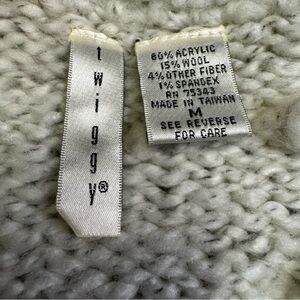 twiggy®
80% ACRYLIC
15% WOOL
4% OTHER FIBER
1% SPANDEX
RN 75343
MADE IN TAIWAN
M
SEE REVERSE
FOR CARE